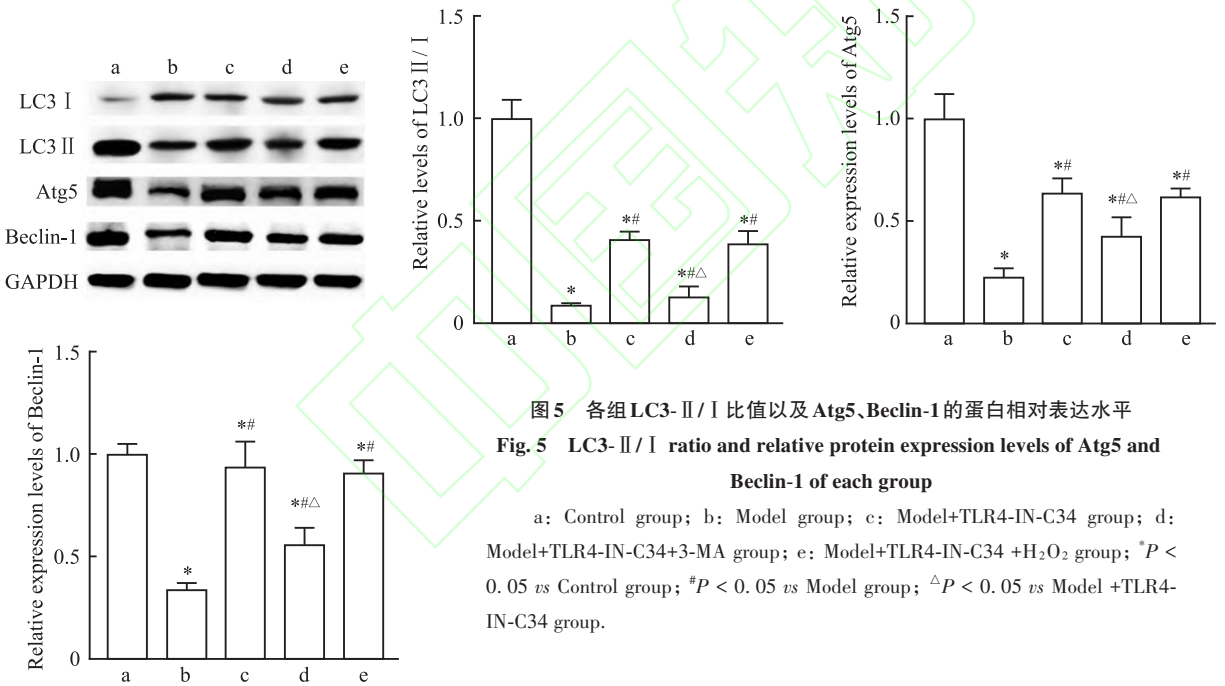 a b c d e
LC3 Ⅰ
LC3 Ⅱ
Atg5
Beclin-1
GAPDH
Relative levels of LC3 Ⅱ / Ⅰ
1.5
1.0
0.5
0
*
*#
*#△
*#
a b c d e
Relative expression levels of Atg5
1.5
1.0
0.5
0
*
*#
*#△
*#
a b c d e
Relative expression levels of Beclin-1
1.5
1.0
0.5
0
*
*#
*#△
*#
a b c d e
图5 各组LC3-Ⅱ/Ⅰ比值以及Atg5、Beclin-1的蛋白相对表达水平
Fig. 5 LC3-Ⅱ/Ⅰ ratio and relative protein expression levels of Atg5 and
Beclin-1 of each group
a: Control group; b: Model group; c: Model+TLR4-IN-C34 group; d:
Model+TLR4-IN-C34+3-MA group; e: Model+TLR4-IN-C34 +H₂O₂ group; *P <
0. 05 vs Control group; #P < 0. 05 vs Model group; △P < 0. 05 vs Model +TLR4-
IN-C34 group.